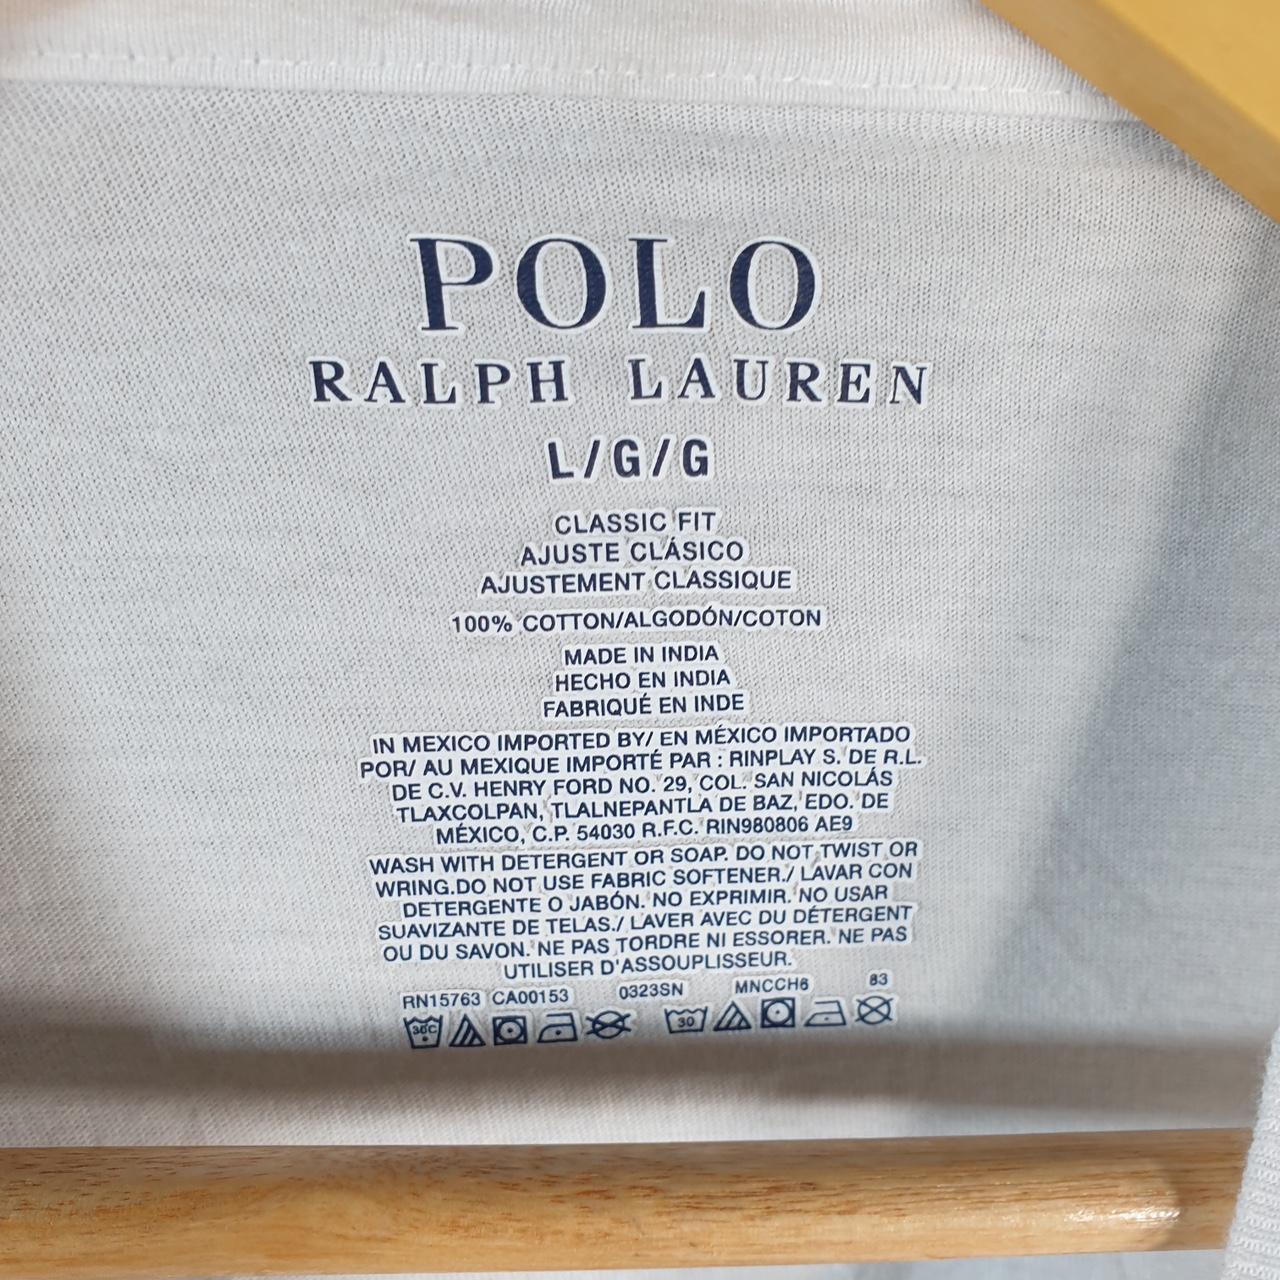 POLO
RALPH LAUREN
L/G/G
CLASSIC FIT
AJUSTE CLÁSICO
AJUSTEMENT CLASSIQUE
100% COTTON/ALGODÓN/COTON
MADE IN INDIA
HECHO EN INDIA
FABRIQUÉ EN INDE
IN MEXICO IMPORTED BY/ EN MÉXICO IMPORTADO
POR/ AU MEXIQUE IMPORTÉ PAR : RINPLAY S. DE R.L.
DE C.V. HENRY FORD NO. 29, COL. SAN NICOLÁS
TLAXCOLPAN, TLALNEPANTLA DE BAZ, EDO. DE
MÉXICO, C.P. 54030 R.F.C. RIN980806 AE9
WASH WITH DETERGENT OR SOAP. DO NOT TWIST OR
WRING.DO NOT USE FABRIC SOFTENER./ LAVAR CON
DETERGENTE O JABÓN. NO EXPRIMIR. NO USAR
SUAVIZANTE DE TELAS./ LAVER AVEC DU DÉTERGENT
OU DU SAVON. NE PAS TORDRE NI ESSORER. NE PAS
UTILISER D'ASSOUPLISSEUR.
RN15763 CA00153 0323SN MNCCH6 83
30C 30